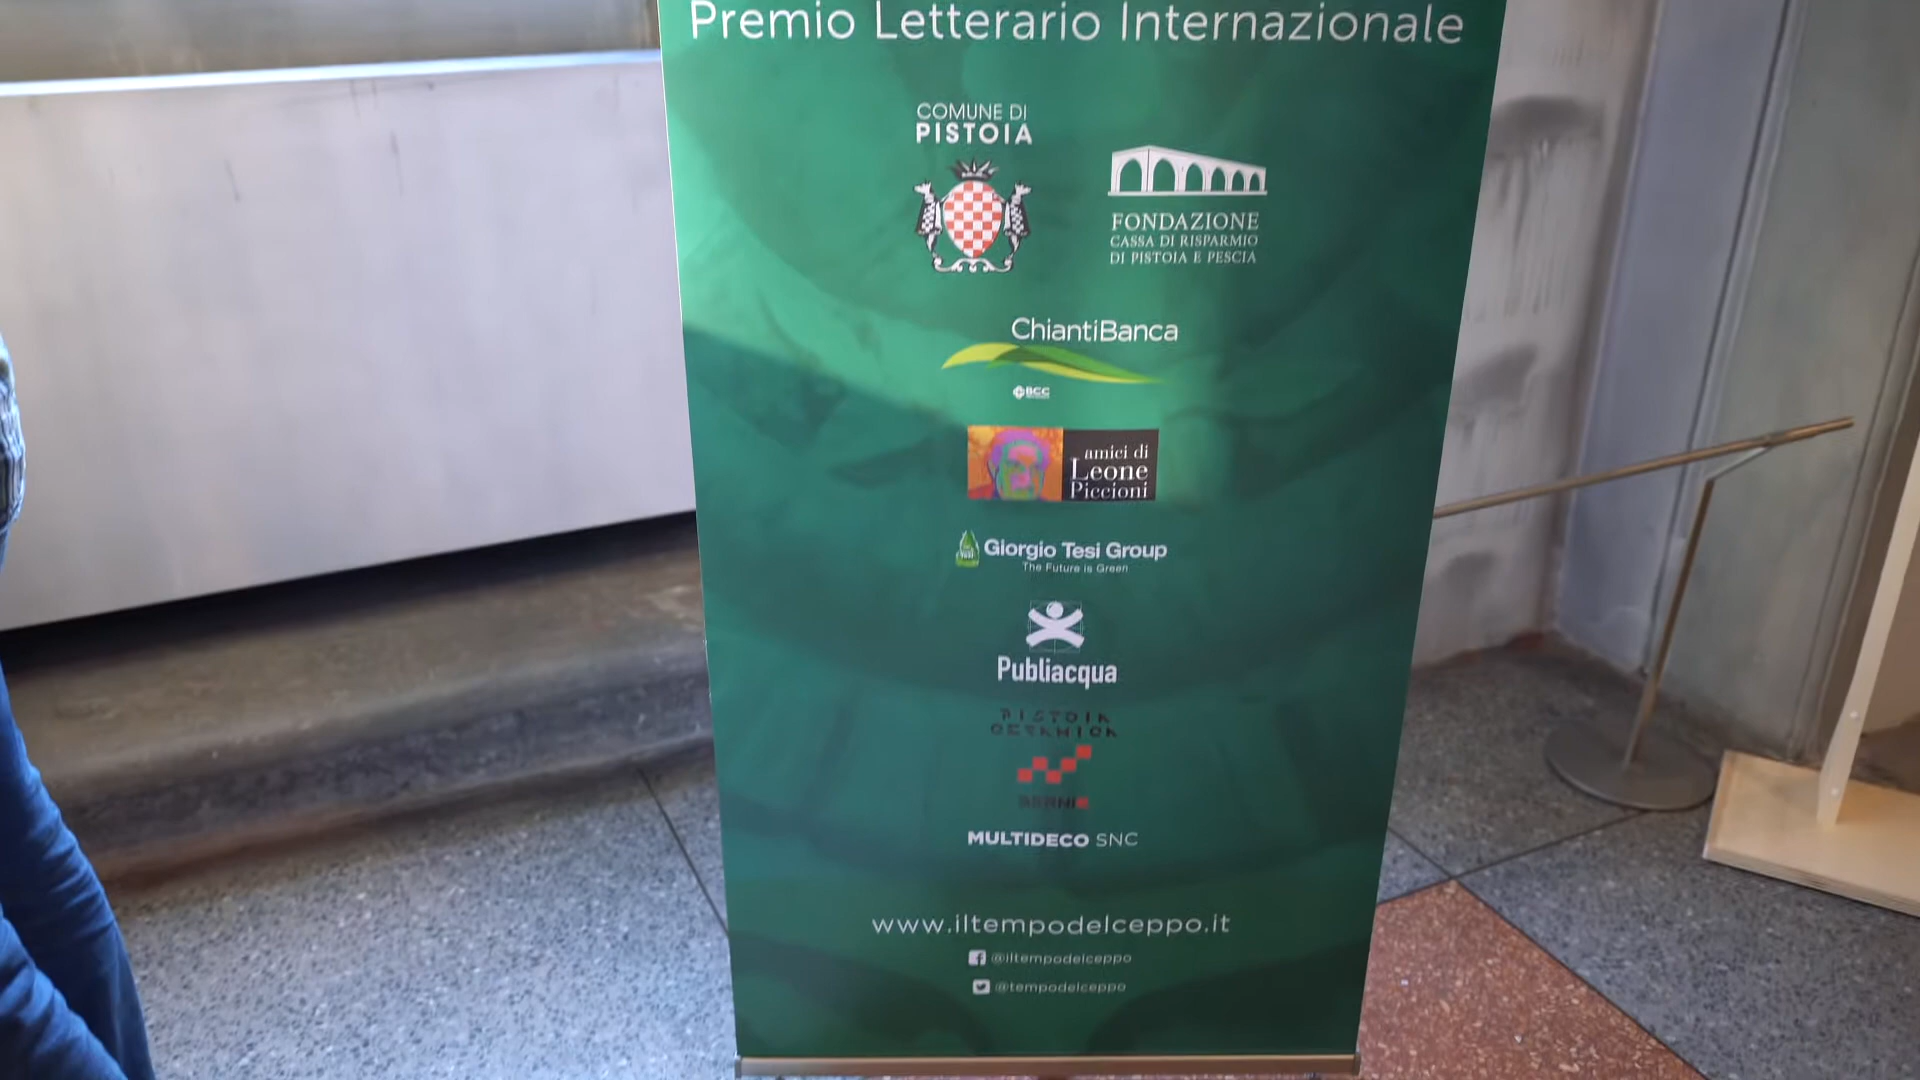 Premio Letterario Internazionale
COMUNE DI
PISTOIA
FONDAZIONE
CASSA DI RISPARMIO
DI PISTOIA E PESCIA
ChiantiBanca
BCC
amici di
Leone
Piccioni
Giorgio Tesi Group
The Future is Green
Publiacqua
PISTOIA
MULTIDECO SNC
www.iltempodelceppo.it
@iltempodelceppo
@tempodelceppo